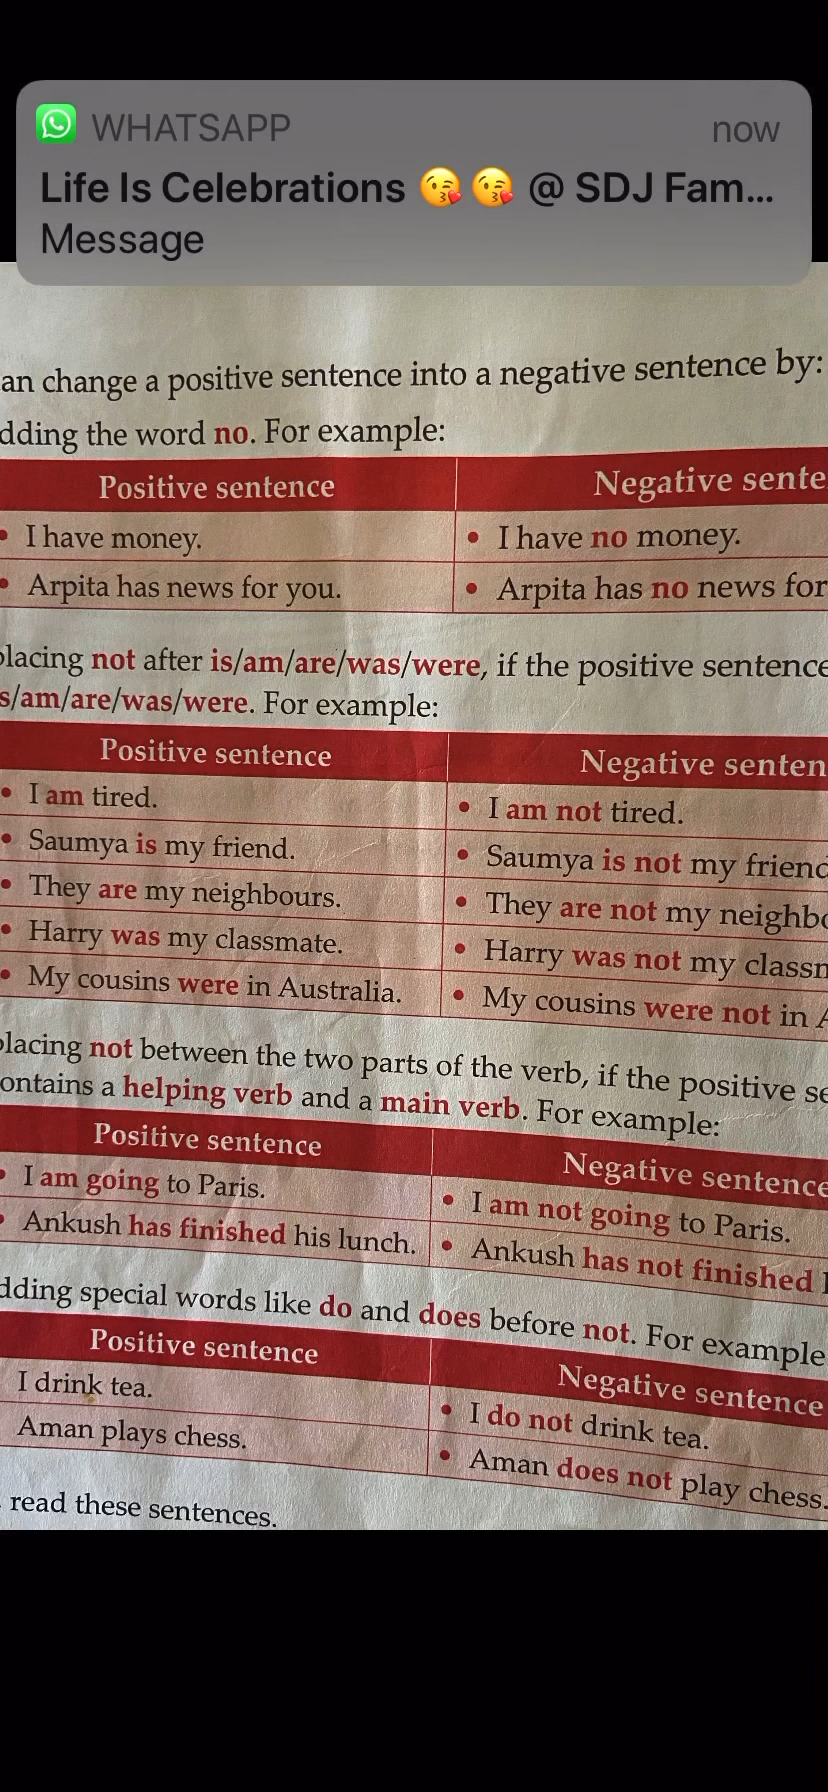 WHATSAPP now
Life Is Celebrations 😘😘 @ SDJ Fam...
Message
an change a positive sentence into a negative sentence by:
dding the word no. For example:
Positive sentence Negative sente
• I have money. • I have no money.
• Arpita has news for you. • Arpita has no news for
lacing not after is/am/are/was/were, if the positive sentence
s/am/are/was/were. For example:
Positive sentence Negative senten
• I am tired. • I am not tired.
• Saumya is my friend. • Saumya is not my friend
• They are my neighbours. • They are not my neighbo
• Harry was my classmate. • Harry was not my classm
• My cousins were in Australia. • My cousins were not in A
lacing not between the two parts of the verb, if the positive se
ontains a helping verb and a main verb. For example:
Positive sentence Negative sentence
• I am going to Paris. • I am not going to Paris.
• Ankush has finished his lunch. • Ankush has not finished
dding special words like do and does before not. For example
Positive sentence Negative sentence
I drink tea. • I do not drink tea.
Aman plays chess. • Aman does not play chess.
read these sentences.